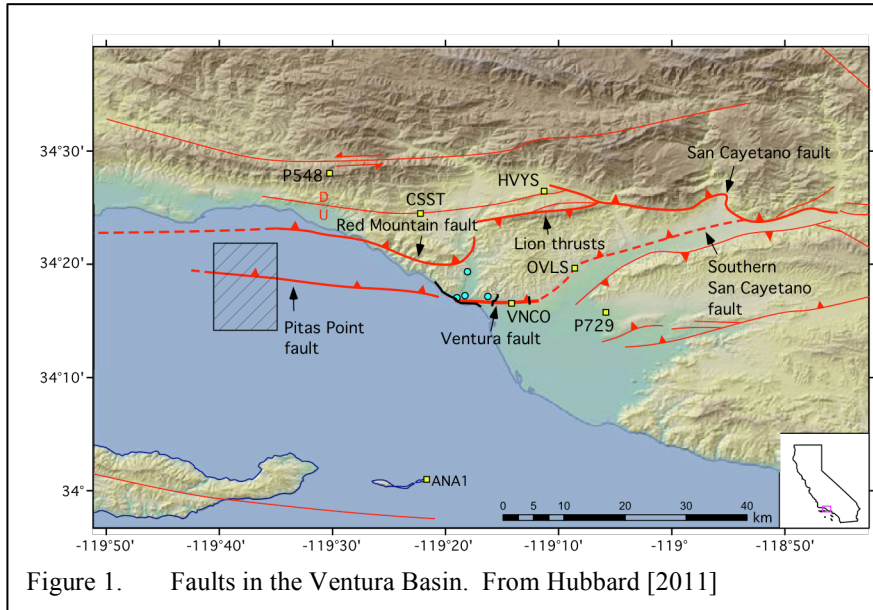 34°30'
34°20'
34°10'
34°
P548
D
U
CSST
HVYS
San Cayetano fault
Red Mountain fault
Lion thrusts
OVLS
Southern
San Cayetano
fault
Pitas Point
fault
VNCO
Ventura fault
P729
ANA1
0 5 10 20 30 40
km
-119°50' -119°40' -119°30' -119°20' -119°10' -119° -118°50'
Figure 1. Faults in the Ventura Basin. From Hubbard [2011]